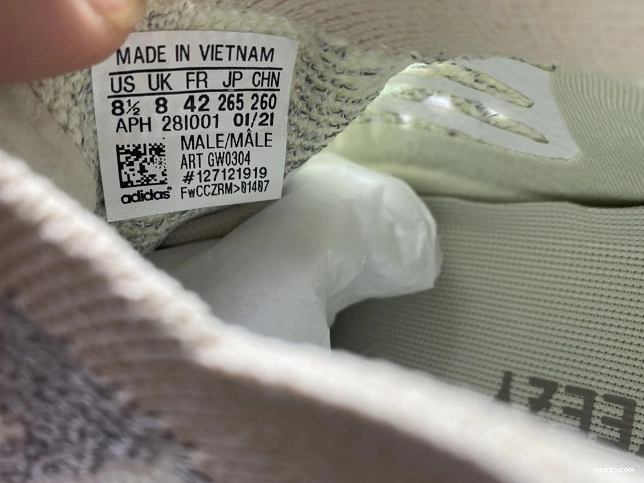 MADE IN VIETNAM
US UK FR JP CHN
8½ 8 42 265 260
APH 281001 01/21
MALE/MÂLE
ART GW0304
#127121919
adidas® FwCCZRM>01407
YEEZY
yeezycom